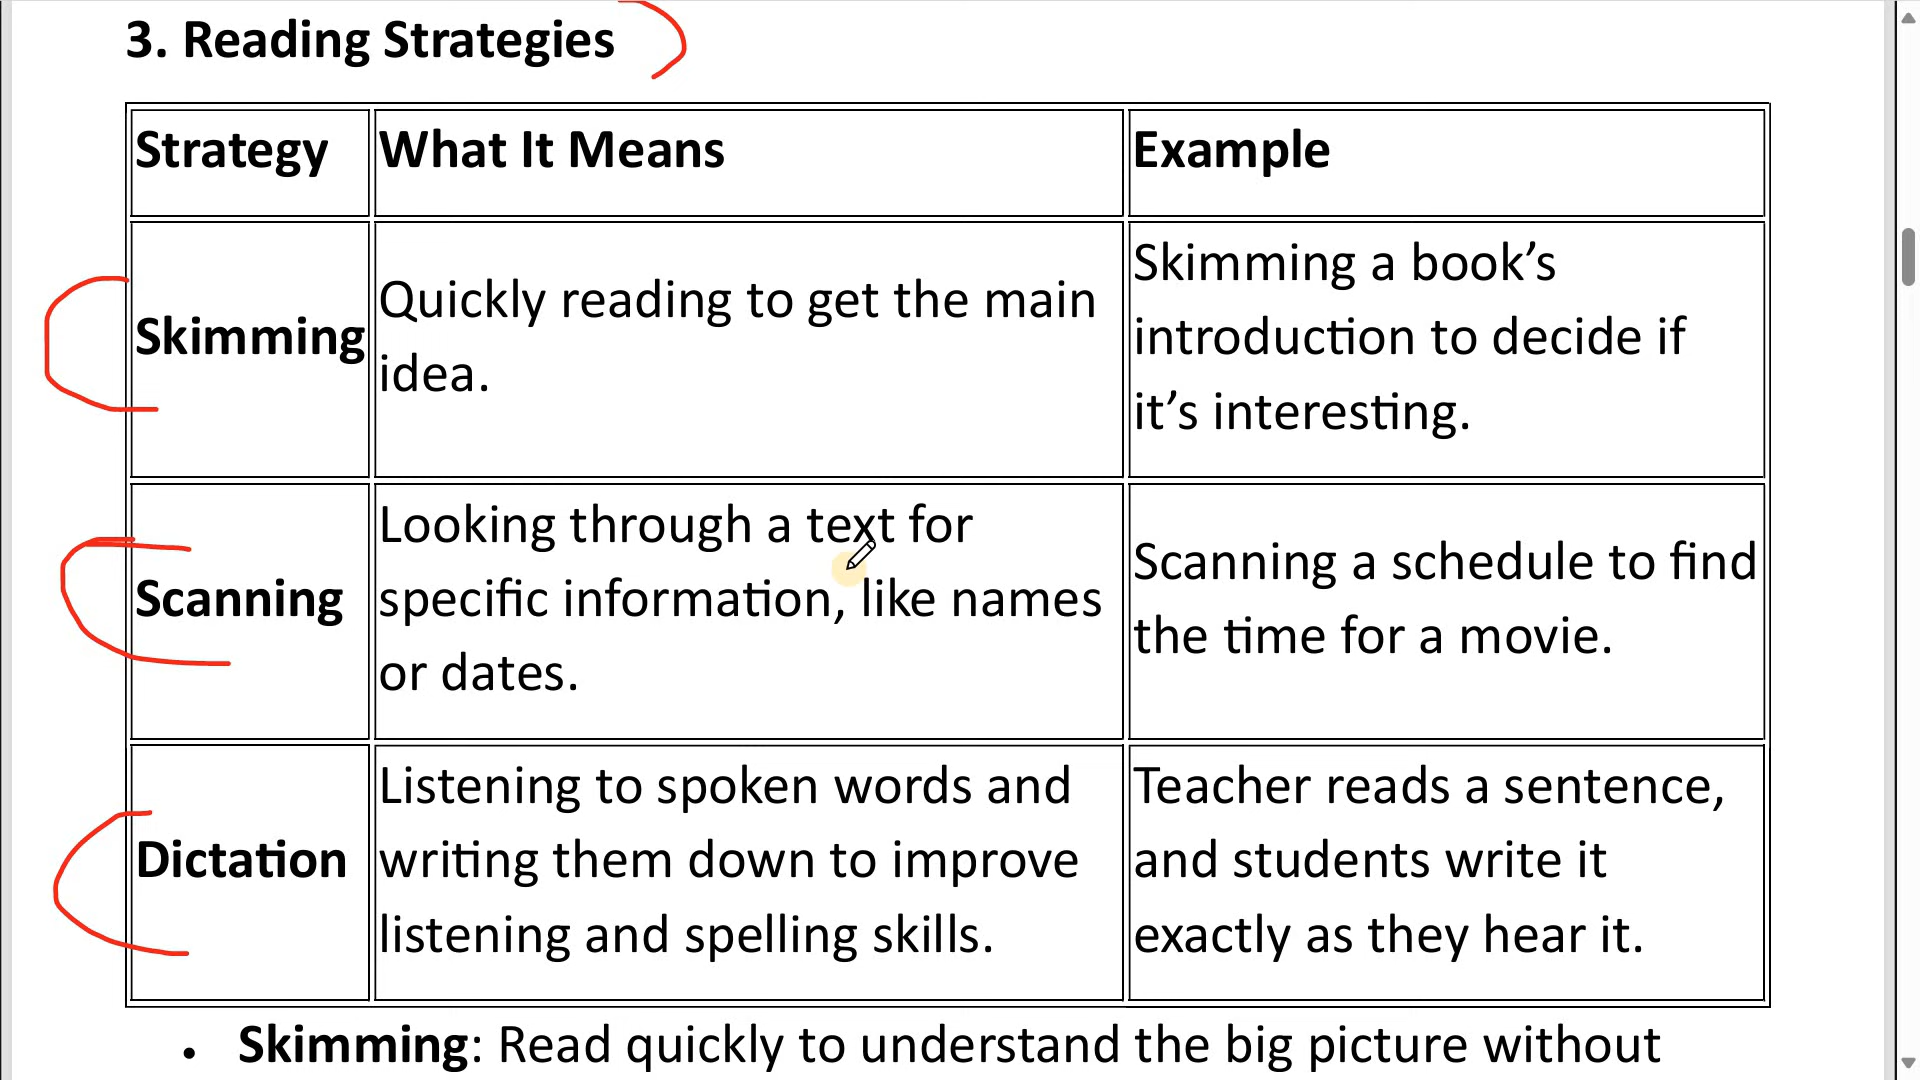 3. Reading Strategies
Strategy What It Means Example
Skimming
Quickly reading to get the main
idea.
Skimming a book’s
introduction to decide if
it’s interesting.
Scanning
Looking through a text for
specific information, like names
or dates.
Scanning a schedule to find
the time for a movie.
Dictation
Listening to spoken words and
writing them down to improve
listening and spelling skills.
Teacher reads a sentence,
and students write it
exactly as they hear it.
• Skimming: Read quickly to understand the big picture without